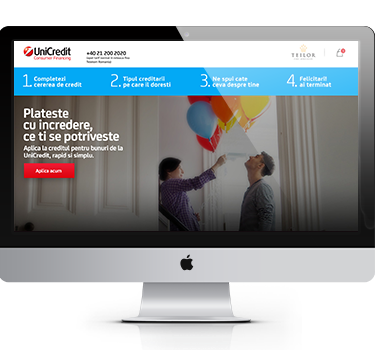 UniCredit
Consumer Financing
+40 21 200 2020
TEILOR
1. Completezi
cererea de credit
2. Tipul creditarii
pe care il doresti
3. Ne spui cate
ceva despre tine
4. Felicitari!
ai terminat
Plateste
cu incredere,
ce ti se potriveste
Aplica la creditul pentru bunuri de la
UniCredit, rapid si simplu.
Aplica acum